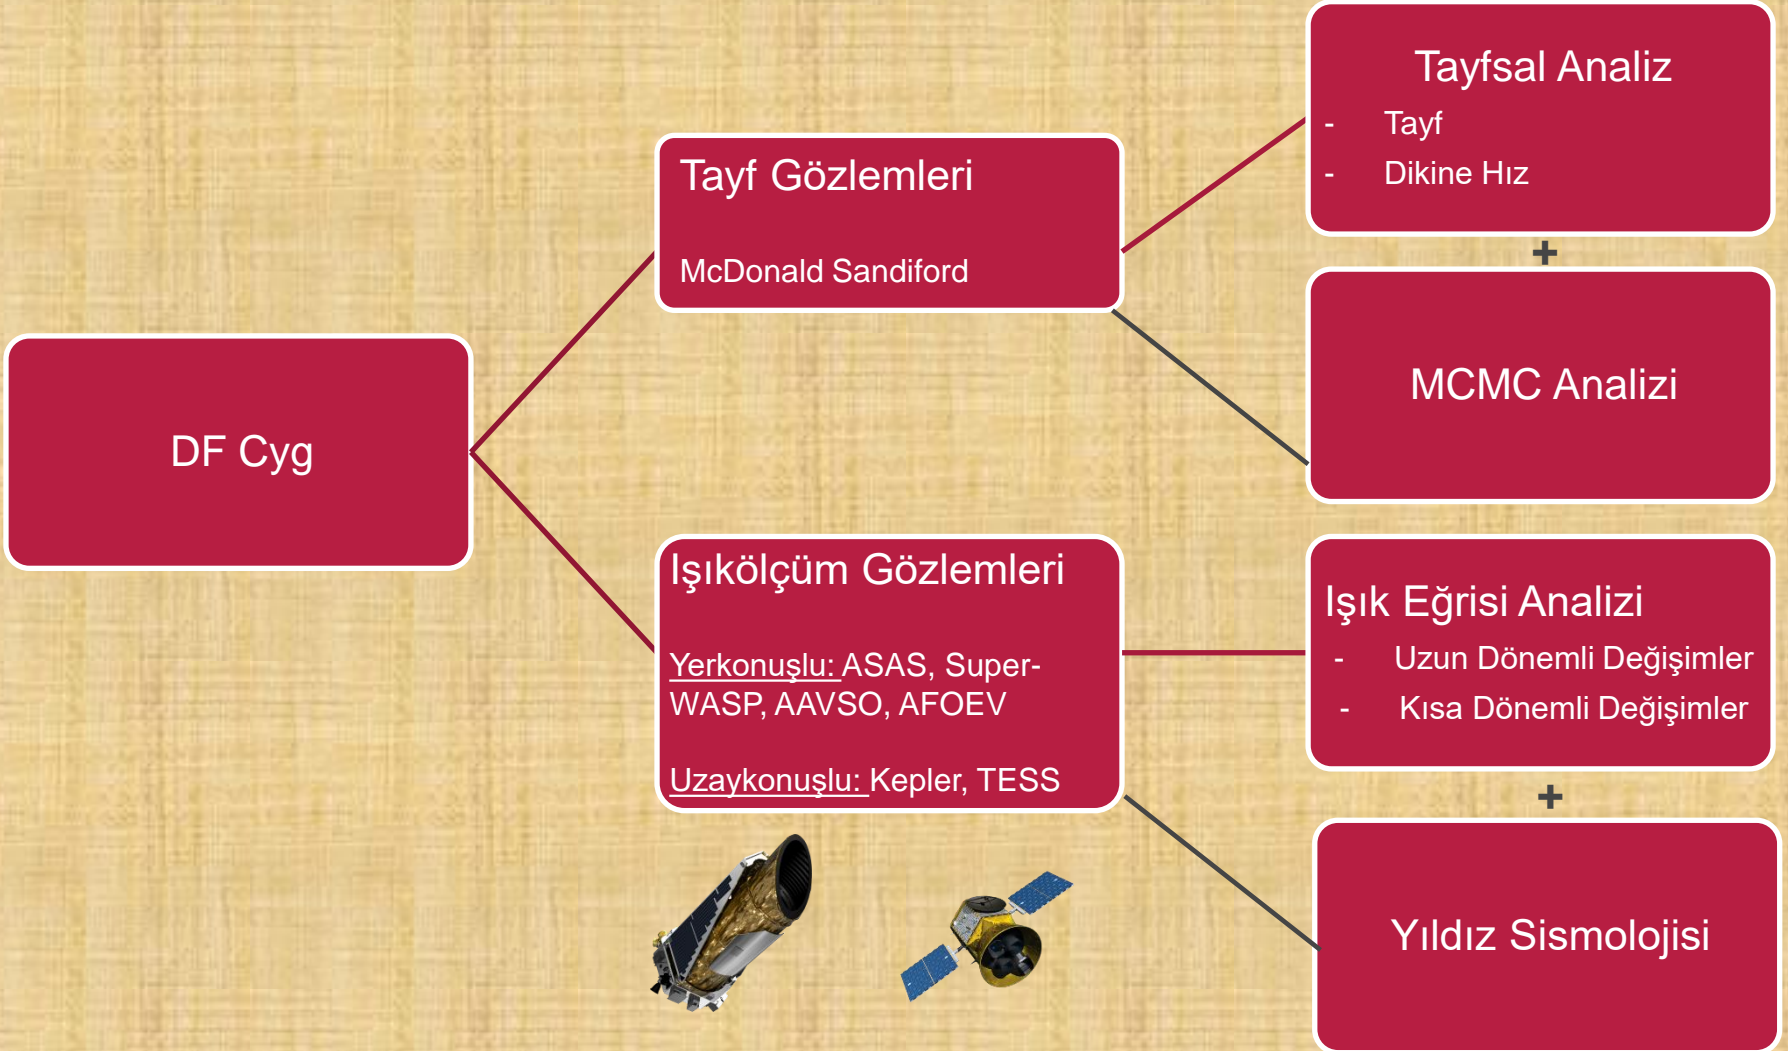 DF Cyg
Tayf Gözlemleri
McDonald Sandiford
Işıkölçüm Gözlemleri
Yerkonuşlu: ASAS, Super-
WASP, AAVSO, AFOEV
Uzaykonuşlu: Kepler, TESS
Tayfsal Analiz
- Tayf
- Dikine Hız
+
MCMC Analizi
Işık Eğrisi Analizi
- Uzun Dönemli Değişimler
- Kısa Dönemli Değişimler
+
Yıldız Sismolojisi